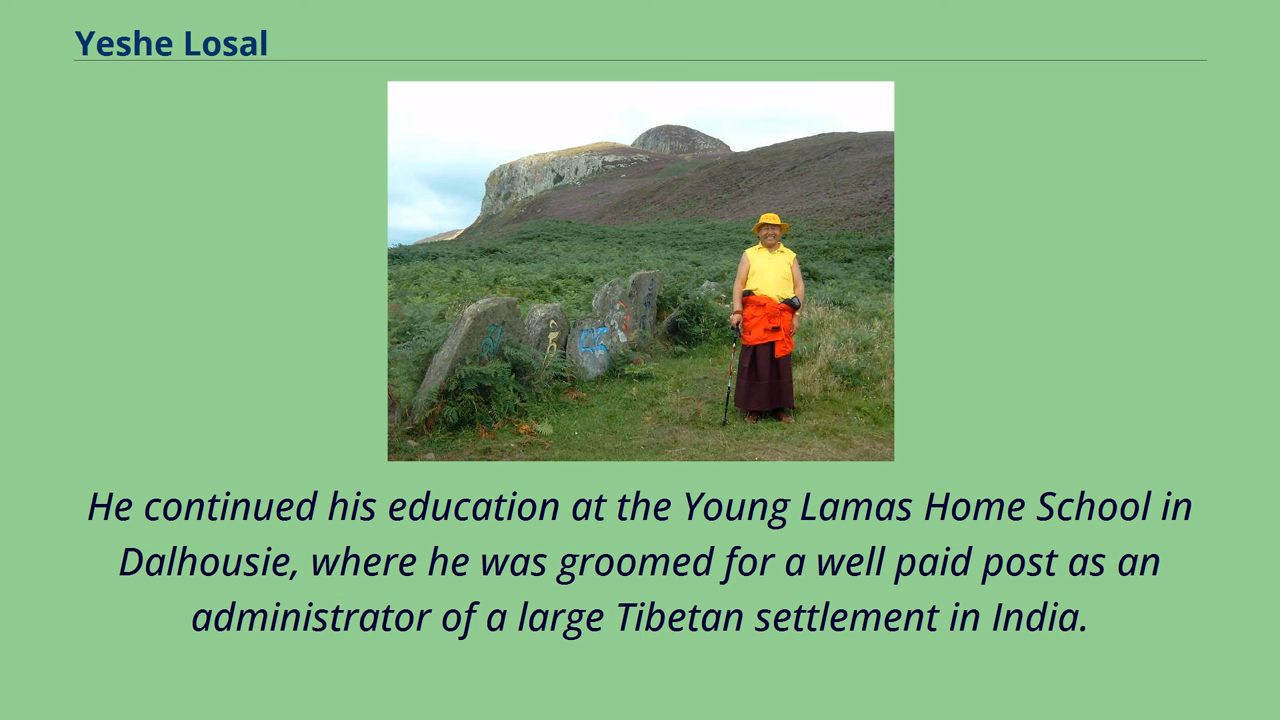 Yeshe Losal
He continued his education at the Young Lamas Home School in
Dalhousie, where he was groomed for a well paid post as an
administrator of a large Tibetan settlement in India.